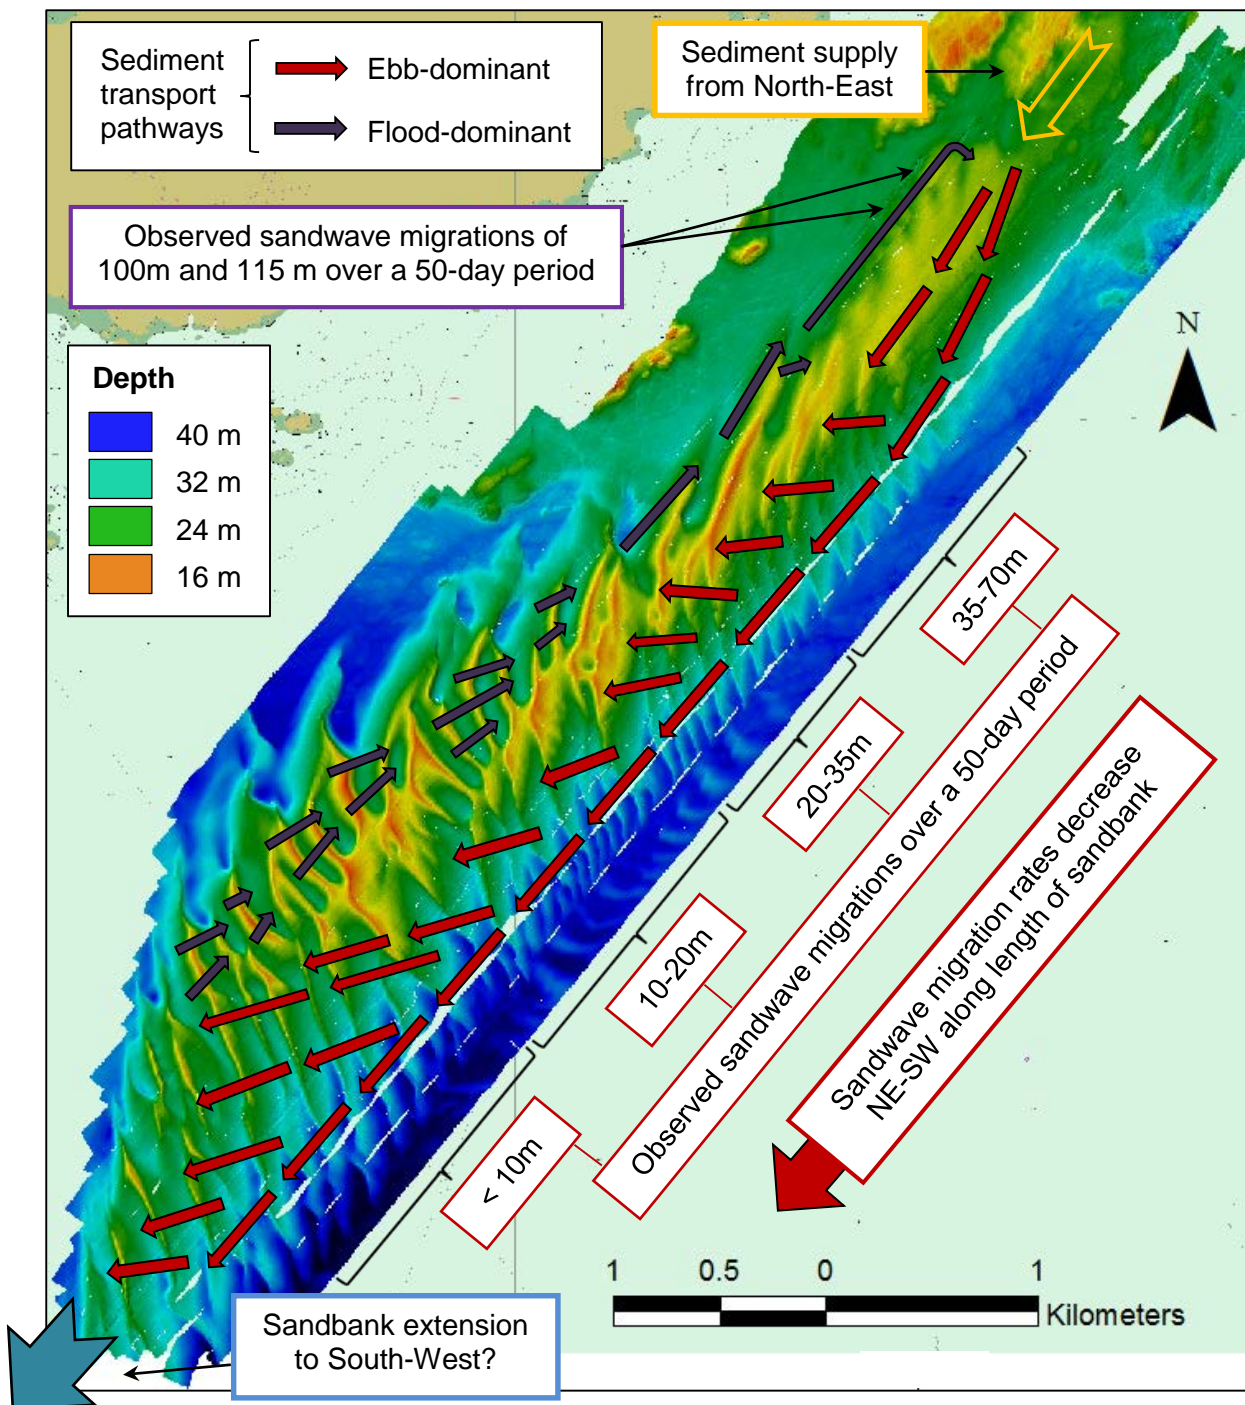 Sediment
transport
pathways
Ebb-dominant
Flood-dominant
Sediment supply
from North-East
Observed sandwave migrations of
100m and 115 m over a 50-day period
N
Depth
40 m
32 m
24 m
16 m
35-70m
20-35m
10-20m
< 10m
Observed sandwave migrations over a 50-day period
Sandwave migration rates decrease
NE-SW along length of sandbank
1 0.5 0 1
Kilometers
Sandbank extension
to South-West?